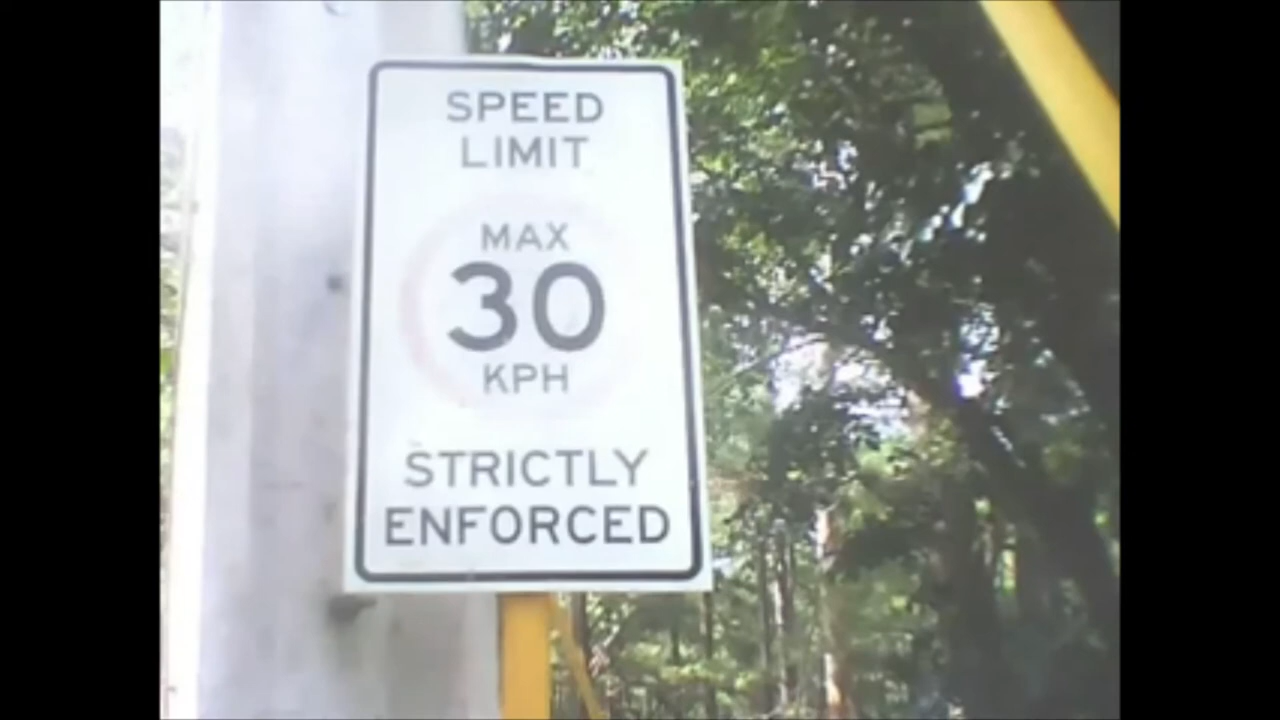 SPEED
LIMIT
MAX
30
KPH
STRICTLY
ENFORCED